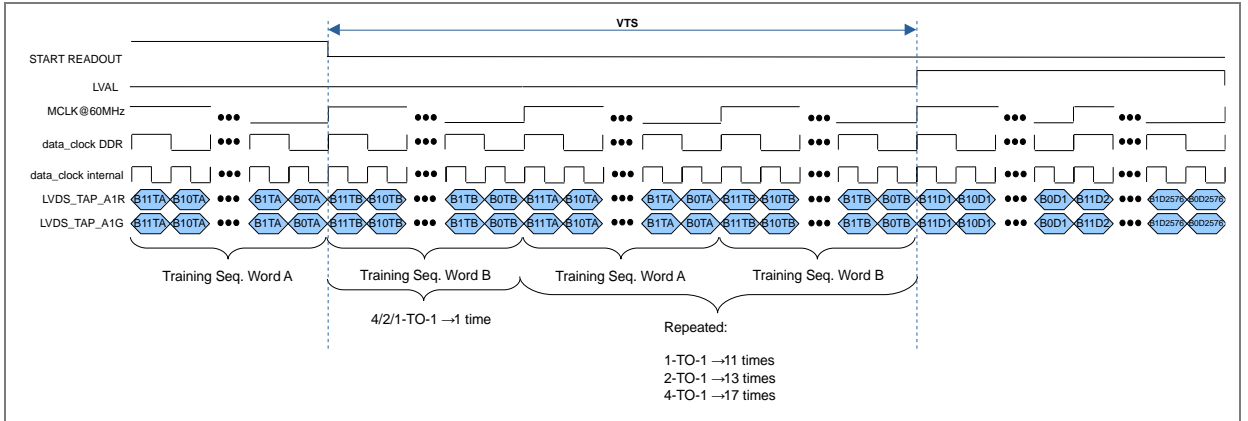 VTS
START READOUT
LVAL
MCLK@60MHz ••• ••• ••• ••• •••
data_clock DDR ••• ••• ••• ••• ••• •••
data_clock internal ••• ••• ••• ••• ••• •••
LVDS_TAP_A1R B11TA B10TA ••• B1TA B0TA B11TB B10TB ••• B1TB B0TB B11TA B10TA ••• B1TA B0TA B11TB B10TB ••• B1TB B0TB B11D1 B10D1 ••• B0D1 B11D2 ••• B1D2576 B0D2576
LVDS_TAP_A1G B11TA B10TA ••• B1TA B0TA B11TB B10TB ••• B1TB B0TB B11TA B10TA ••• B1TA B0TA B11TB B10TB ••• B1TB B0TB B11D1 B10D1 ••• B0D1 B11D2 ••• B1D2576 B0D2576
Training Seq. Word A Training Seq. Word B Training Seq. Word A Training Seq. Word B
4/2/1-TO-1 →1 time
Repeated:
1-TO-1 →11 times
2-TO-1 →13 times
4-TO-1 →17 times